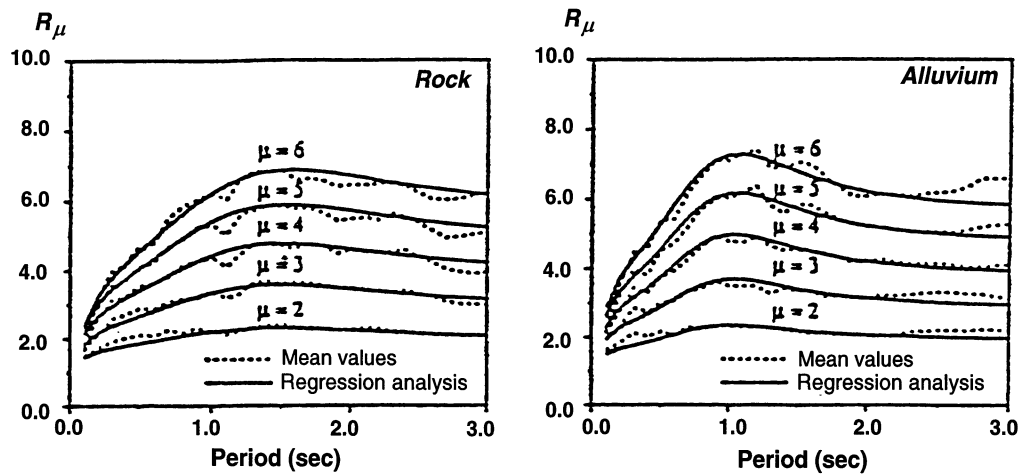 Rμ
10.0
8.0
6.0
4.0
2.0
0.0
Rock
μ = 6
μ = 5
μ = 4
μ = 3
μ = 2
Mean values
Regression analysis
0.0 1.0 2.0 3.0
Period (sec)
Rμ
10.0
8.0
6.0
4.0
2.0
0.0
Alluvium
μ = 6
μ = 5
μ = 4
μ = 3
μ = 2
Mean values
Regression analysis
0.0 1.0 2.0 3.0
Period (sec)